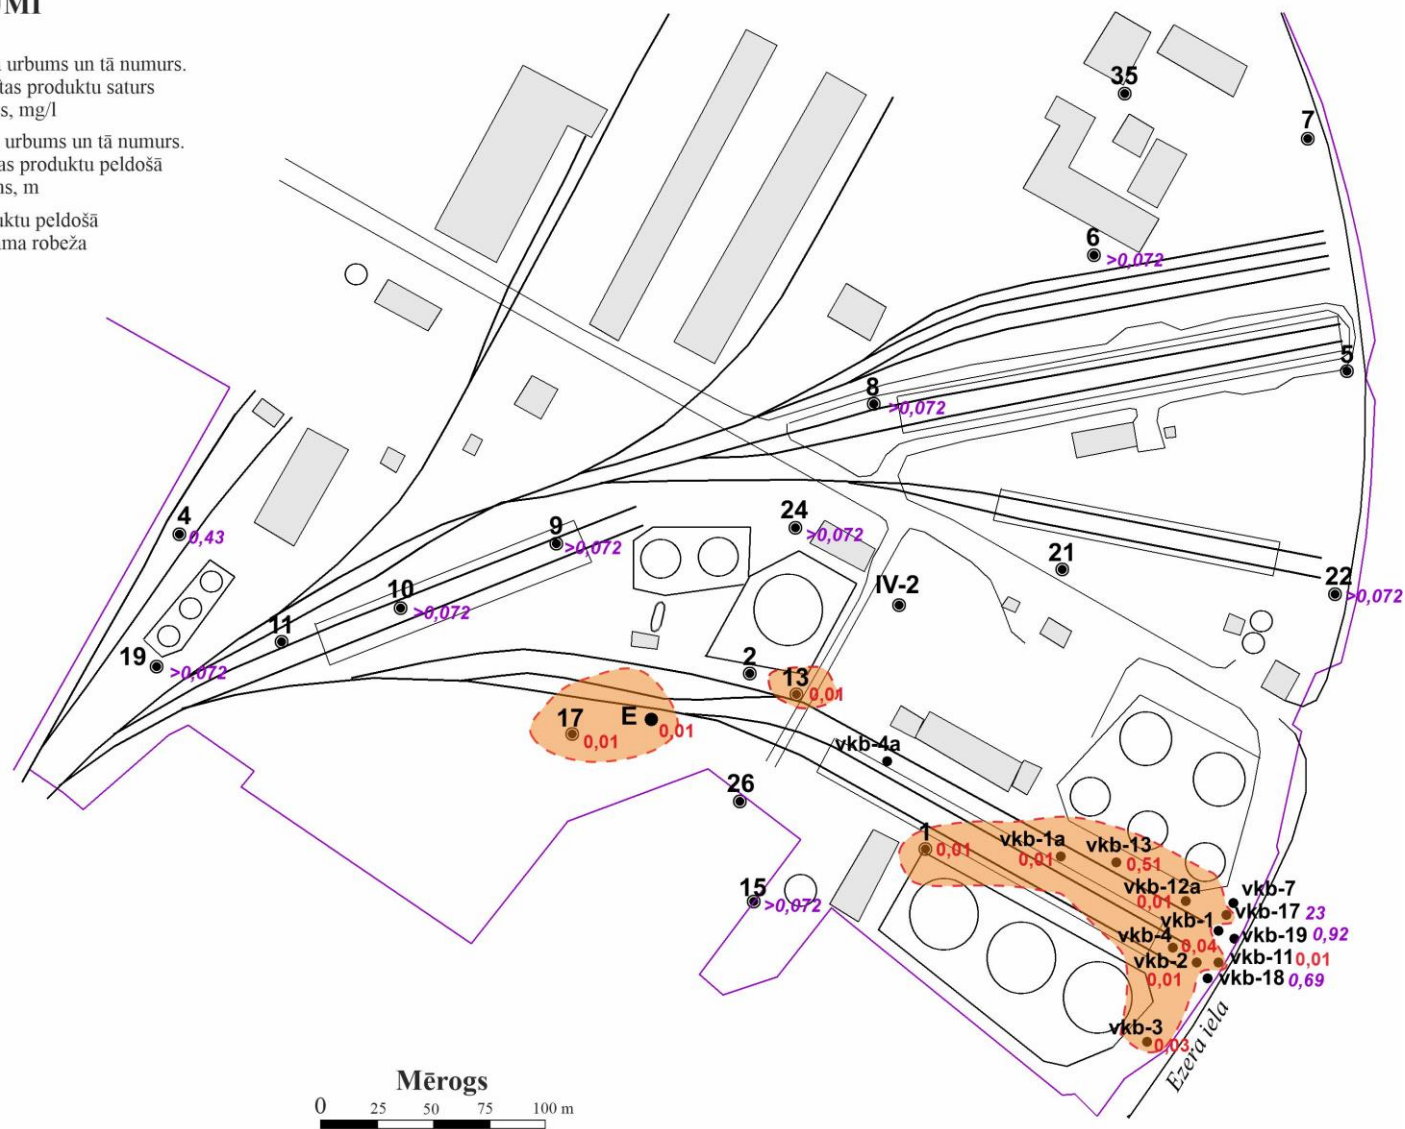 urbums un tā numurs.
produktu saturs
mg/l
urbums un tā numurs.
produktu peldošā
m
peldošā
robeža
35
7
6
>0,072
5
8
>0,072
4
0,43
9
>0,072
24
>0,072
21
22
>0,072
10
>0,072
IV-2
11
19
>0,072
2
13
0,01
17
0,01
E
0,01
vkb-4a
26
1
0,01
vkb-1a
0,01
vkb-13
0,51
15
>0,072
vkb-12a
0,01
vkb-7
vkb-17 23
vkb-1
vkb-19 0,92
vkb-4
0,04
vkb-11 0,01
vkb-2
0,01
vkb-18 0,69
vkb-3
0,03
Ezera iela
Mērogs
0 25 50 75 100 m